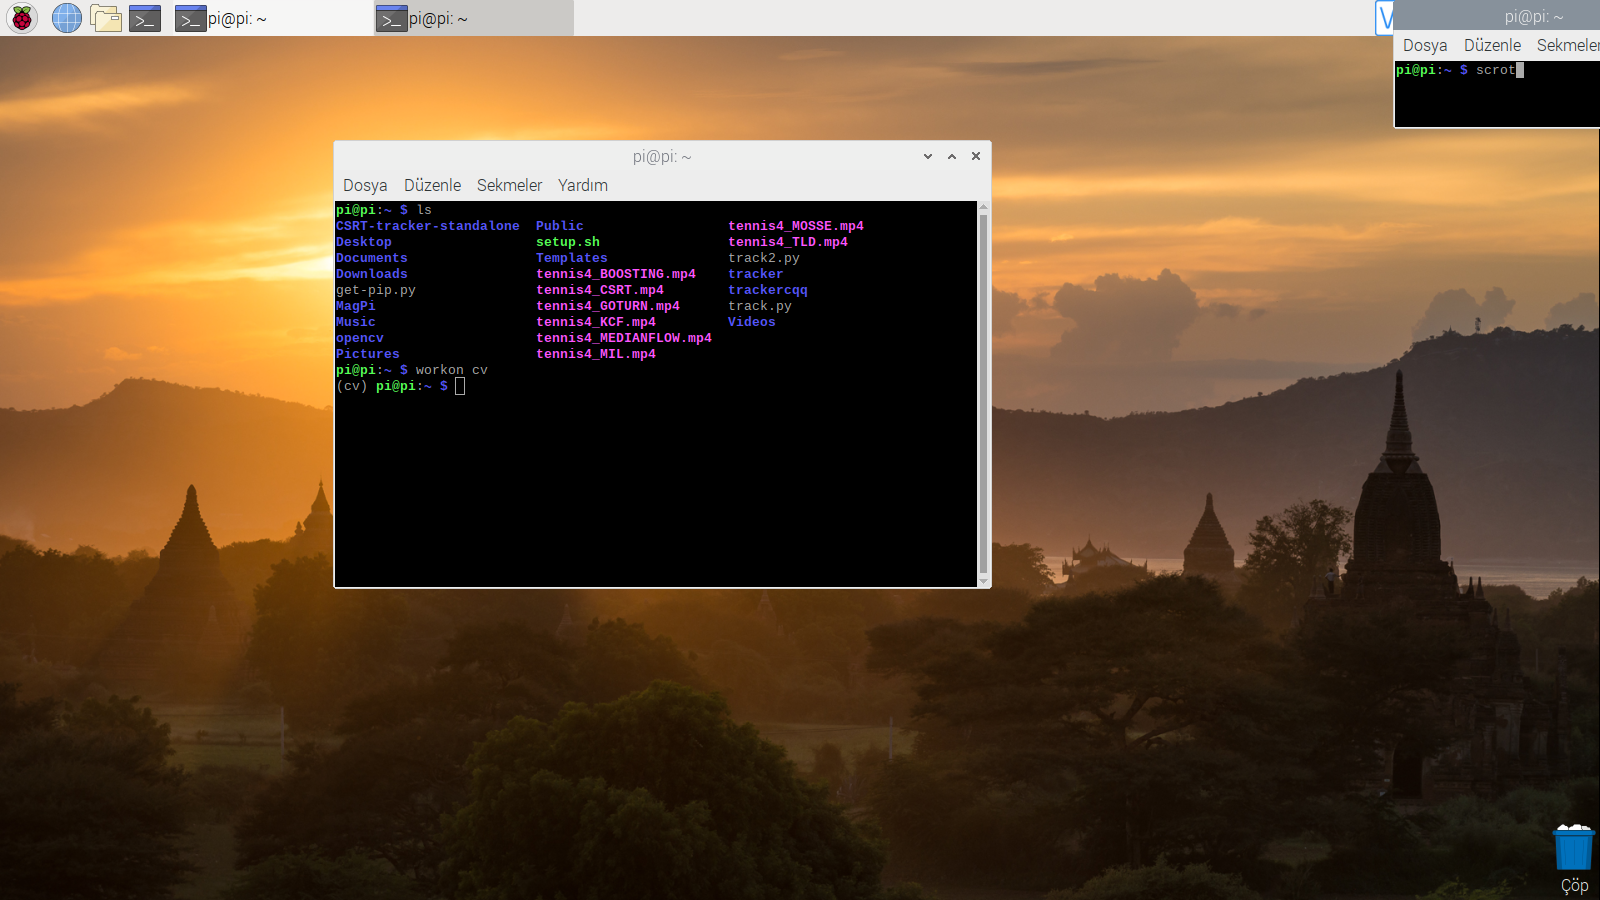 pi@pi: ~
pi@pi: ~
pi@pi: ~
Dosya Düzenle Sekmeler
pi@pi:~ $ scrot
pi@pi: ~
Dosya Düzenle Sekmeler Yardım
pi@pi:~ $ ls
CSRT-tracker-standalone Public tennis4_MOSSE.mp4
Desktop setup.sh tennis4_TLD.mp4
Documents Templates track2.py
Downloads tennis4_BOOSTING.mp4 tracker
get-pip.py tennis4_CSRT.mp4 trackercqq
MagPi tennis4_GOTURN.mp4 track.py
Music tennis4_KCF.mp4 Videos
opencv tennis4_MEDIANFLOW.mp4
Pictures tennis4_MIL.mp4
pi@pi:~ $ workon cv
(cv) pi@pi:~ $
Çöp